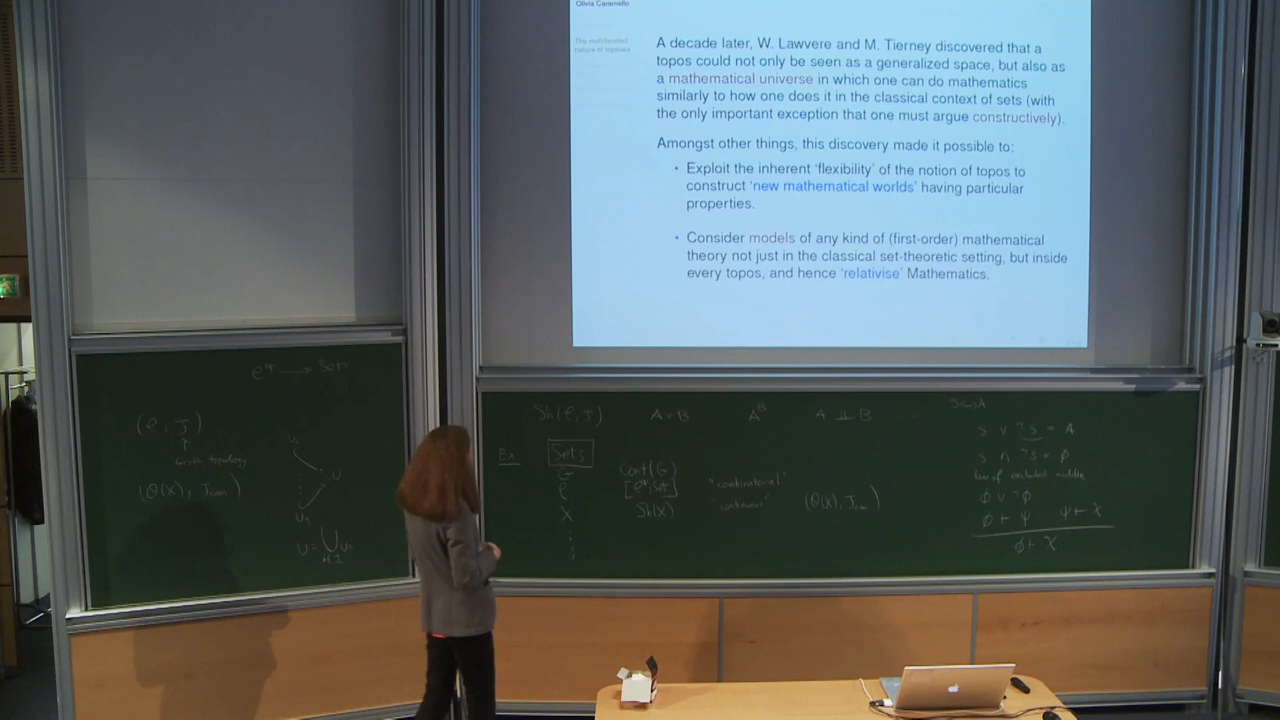 Olivia Caramello
The multifaceted
nature of toposes
A decade later, W. Lawvere and M. Tierney discovered that a
topos could not only be seen as a generalized space, but also as
a mathematical universe in which one can do mathematics
similarly to how one does it in the classical context of sets (with
the only important exception that one must argue constructively).
Amongst other things, this discovery made it possible to:
• Exploit the inherent ‘flexibility’ of the notion of topos to
construct ‘new mathematical worlds’ having particular
properties.
• Consider models of any kind of (first-order) mathematical
theory not just in the classical set-theoretic setting, but inside
every topos, and hence ‘relativise’ Mathematics.
C^op → Sets
(C, J)
↑
(O(X), J_can)
U
U = ∪ U_i
i∈I
Sh(C, J) A × B A^B A ⨿ B ...
Ex Sets
G Cont(G)
C [C^op, Set] "combinatorial"
X Sh(X) "continuous" (O(X), J_can)
S ∨ ¬S = A
S ∧ ¬S = ∅
law of excluded middle
φ ∨ ¬φ
φ ⊢ ψ ψ ⊢ χ
φ ⊢ χ